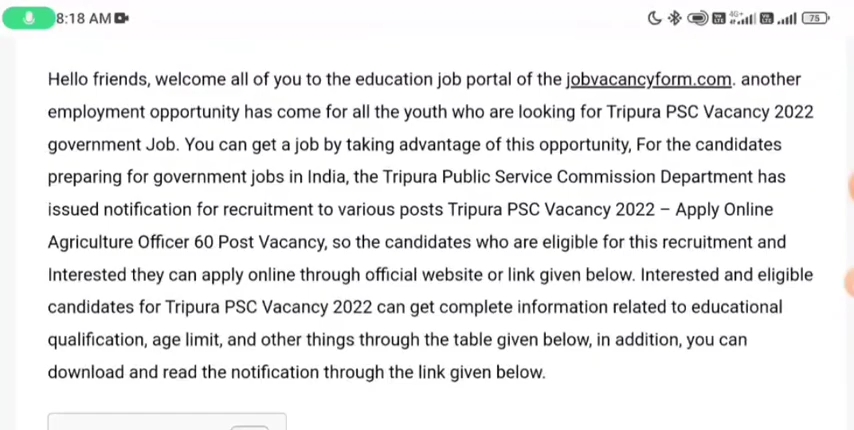 8:18 AM
4G+
75
Hello friends, welcome all of you to the education job portal of the jobvacancyform.com. another
employment opportunity has come for all the youth who are looking for Tripura PSC Vacancy 2022
government Job. You can get a job by taking advantage of this opportunity, For the candidates
preparing for government jobs in India, the Tripura Public Service Commission Department has
issued notification for recruitment to various posts Tripura PSC Vacancy 2022 – Apply Online
Agriculture Officer 60 Post Vacancy, so the candidates who are eligible for this recruitment and
Interested they can apply online through official website or link given below. Interested and eligible
candidates for Tripura PSC Vacancy 2022 can get complete information related to educational
qualification, age limit, and other things through the table given below, in addition, you can
download and read the notification through the link given below.